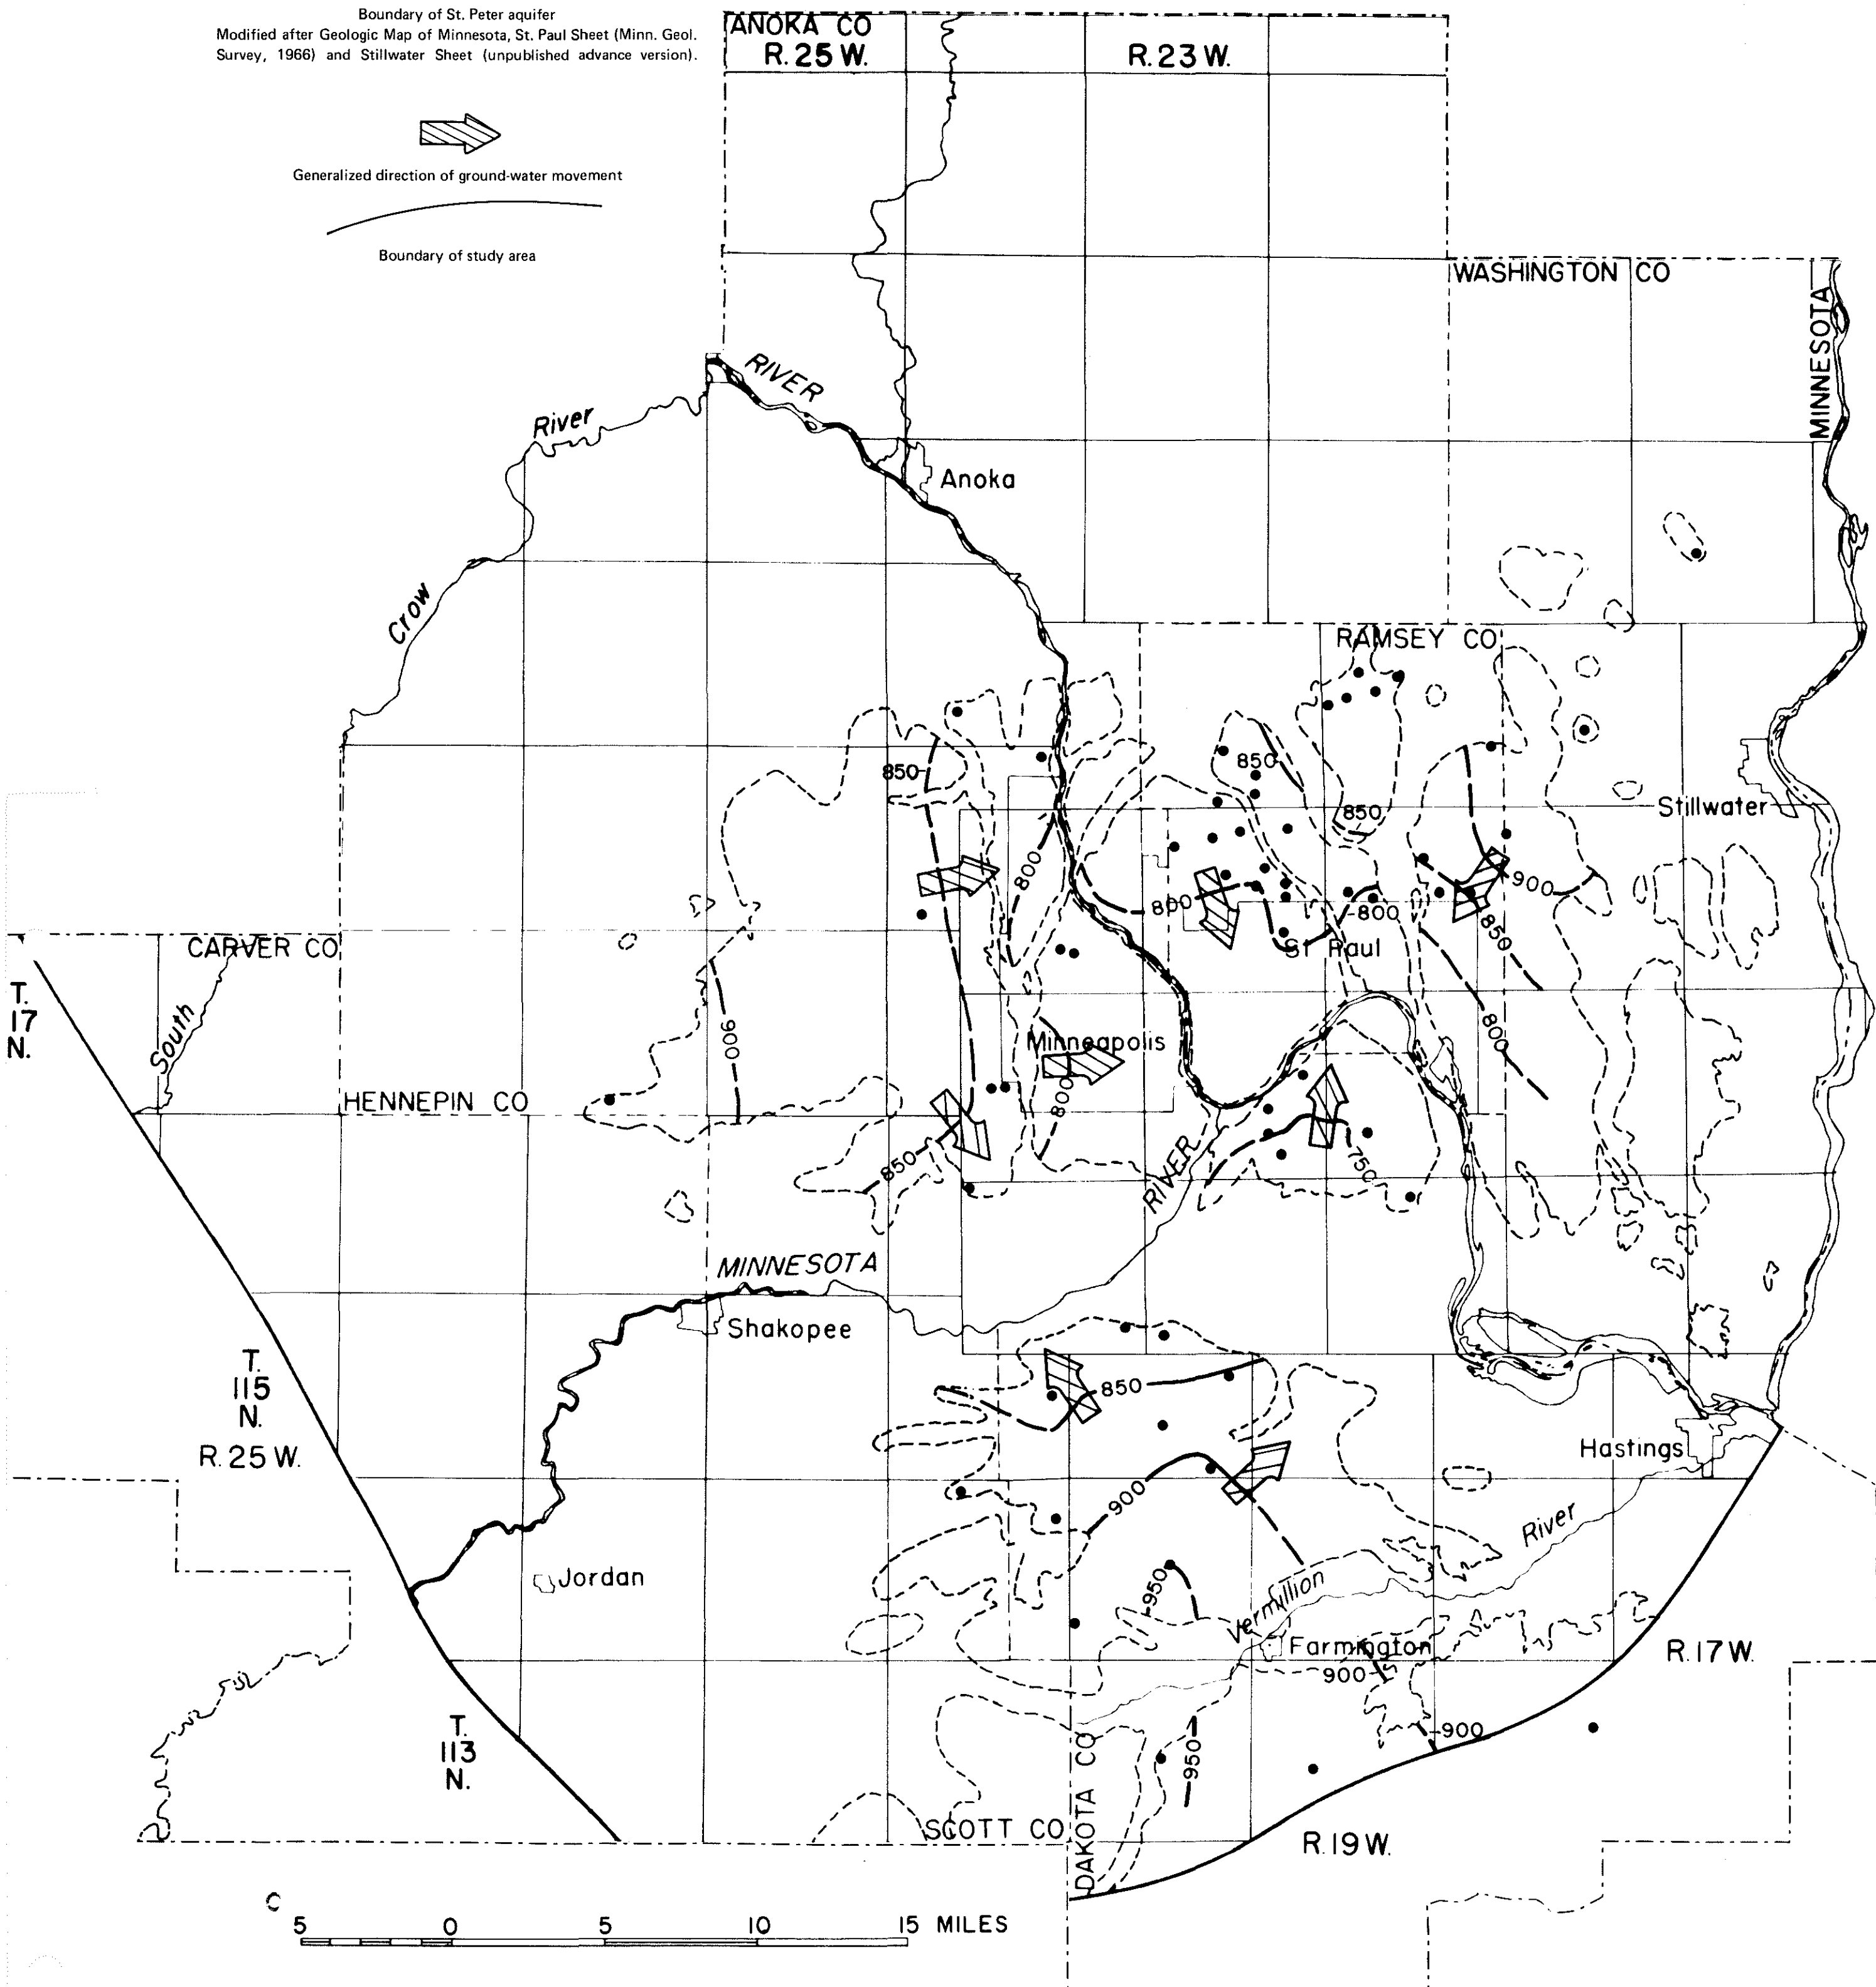 Boundary of St. Peter aquifer
Modified after Geologic Map of Minnesota, St. Paul Sheet (Minn. Geol.
Survey, 1966) and Stillwater Sheet (unpublished advance version).
Generalized direction of ground-water movement
Boundary of study area
ANOKA CO
R. 25 W.
R. 23 W.
WASHINGTON CO
MINNESOTA
RIVER
River
Crow
Anoka
RAMSEY CO
850
850
850
Stillwater
800
800
900
800
850
St Paul
CARVER CO
T.
17
N.
South
900
Minneapolis
800
800
HENNEPIN CO
850
750
RIVER
MINNESOTA
Shakopee
T.
115
N.
R. 25 W.
850
Hastings
900
River
Jordan
950
Vermillion
Farmington
900
R. 17 W.
T.
113
N.
900
950
DAKOTA CO
SCOTT CO
R. 19 W.
5 0 5 10 15 MILES